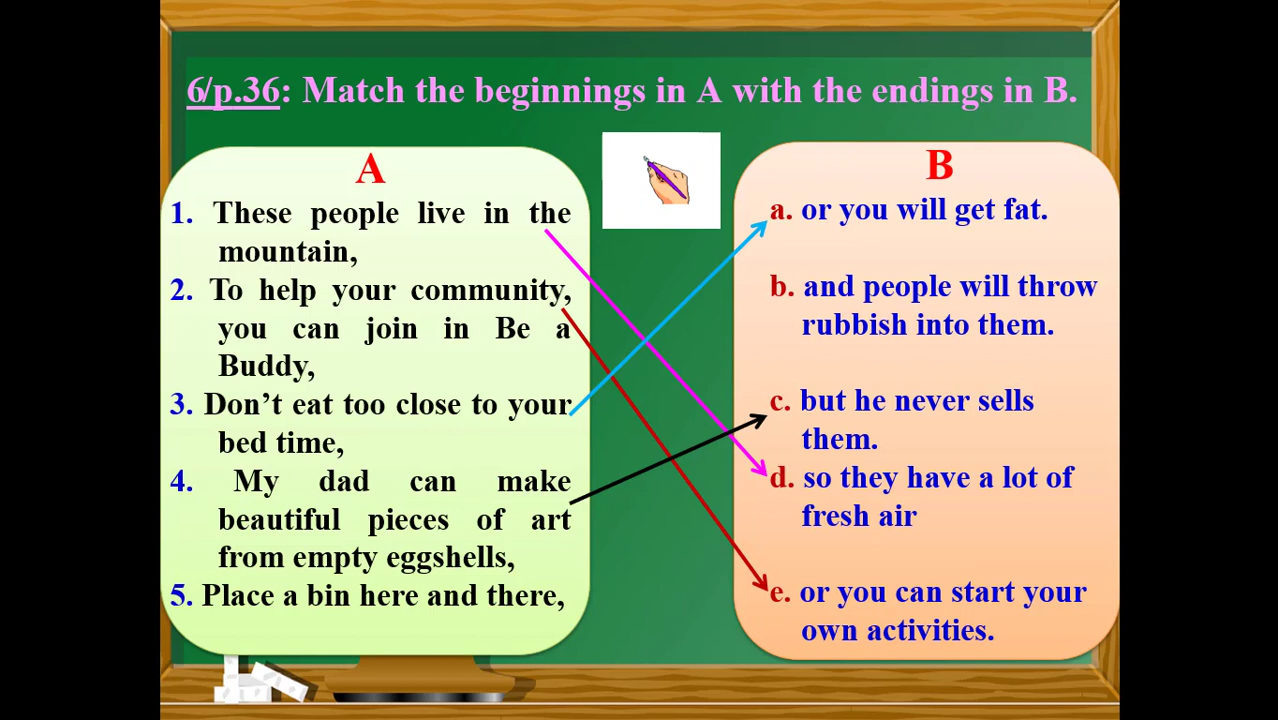 6/p.36: Match the beginnings in A with the endings in B.
A
1. These people live in the
mountain,
2. To help your community,
you can join in Be a
Buddy,
3. Don’t eat too close to your
bed time,
4. My dad can make
beautiful pieces of art
from empty eggshells,
5. Place a bin here and there,
B
a. or you will get fat.
b. and people will throw
rubbish into them.
c. but he never sells
them.
d. so they have a lot of
fresh air
e. or you can start your
own activities.